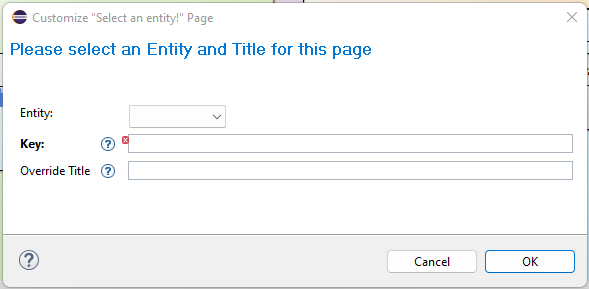 Customize "Select an entity!" Page
Please select an Entity and Title for this page
Entity:
Key:
Override Title
Cancel
OK